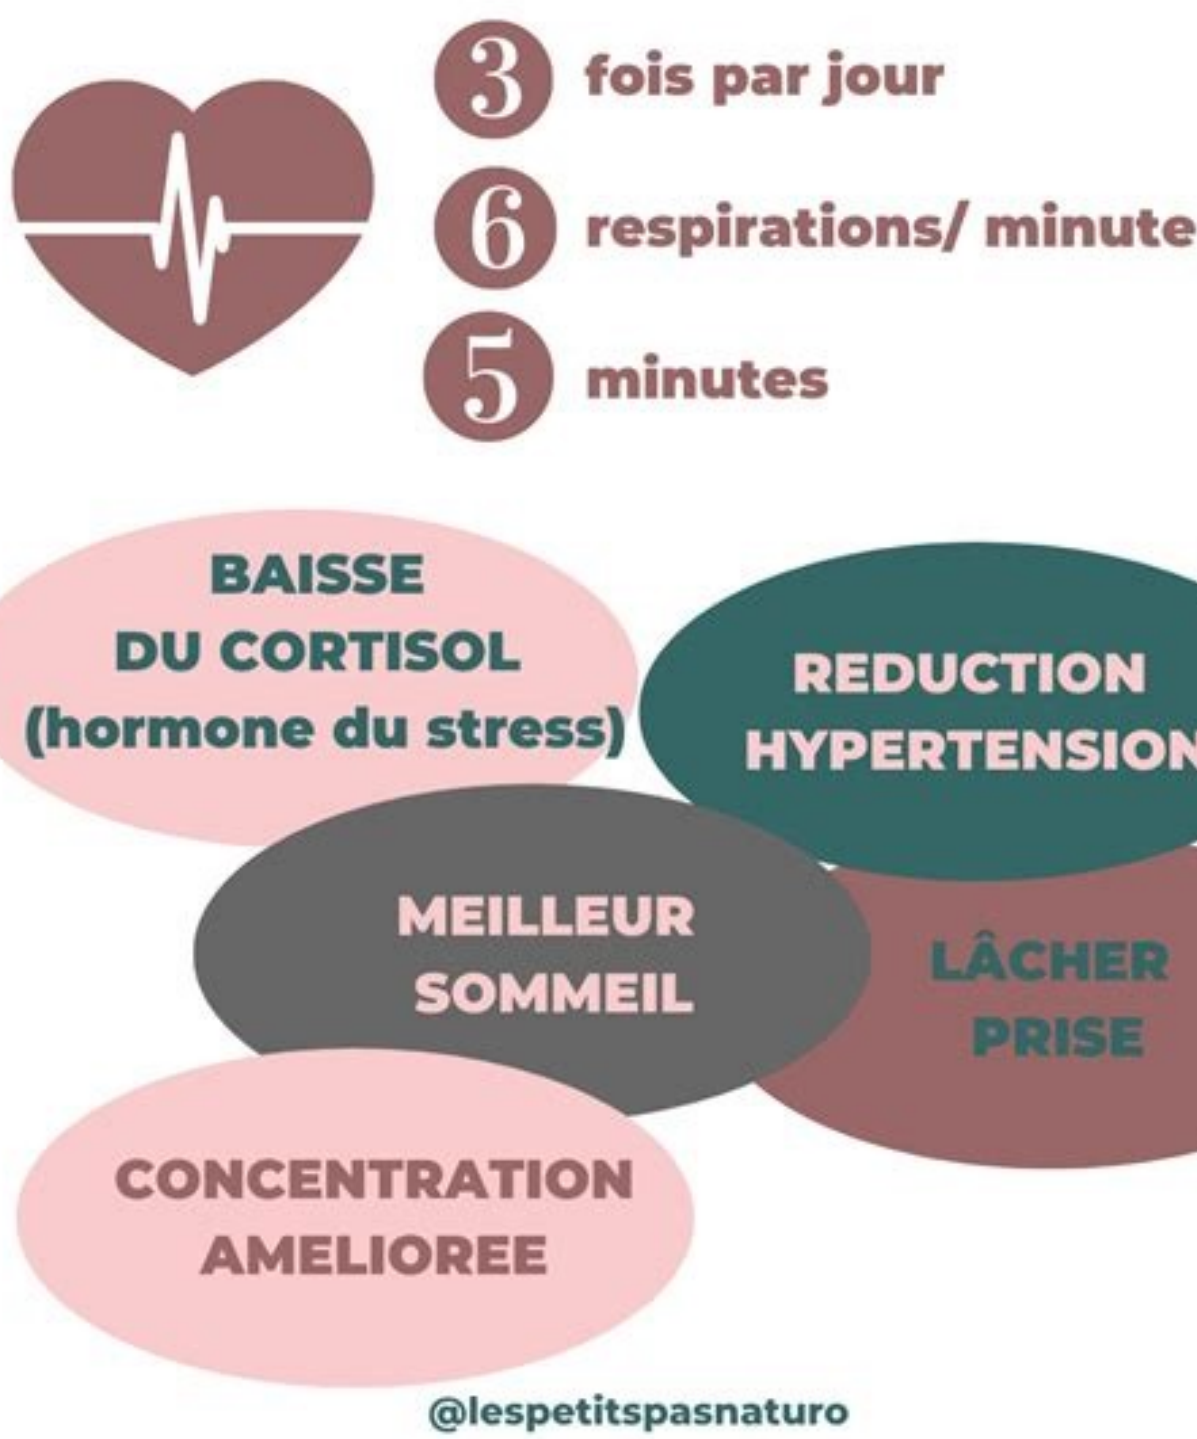 3 fois par jour
6 respirations/ minute
5 minutes
BAISSE
DU CORTISOL
(hormone du stress)
REDUCTION
HYPERTENSION
MEILLEUR
SOMMEIL
LÂCHER
PRISE
CONCENTRATION
AMELIOREE
@lespetitspasnaturo